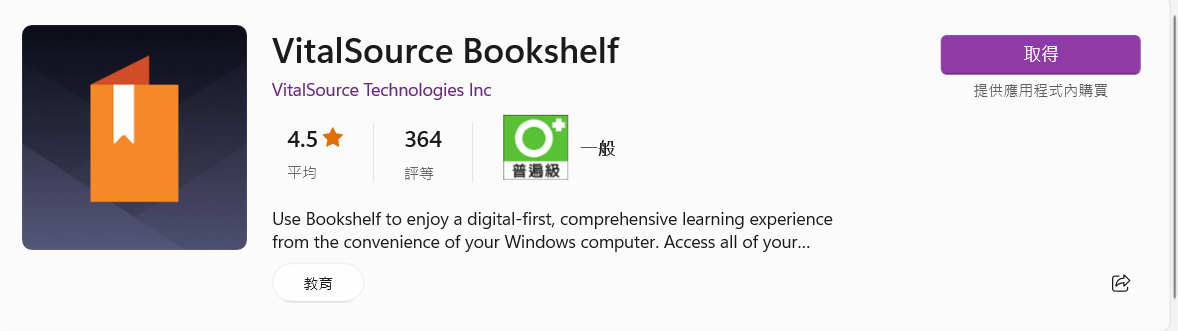 VitalSource Bookshelf
VitalSource Technologies Inc
取得
提供應用程式內購買
4.5
平均
364
評等
普遍級
一般
Use Bookshelf to enjoy a digital-first, comprehensive learning experience
from the convenience of your Windows computer. Access all of your...
教育